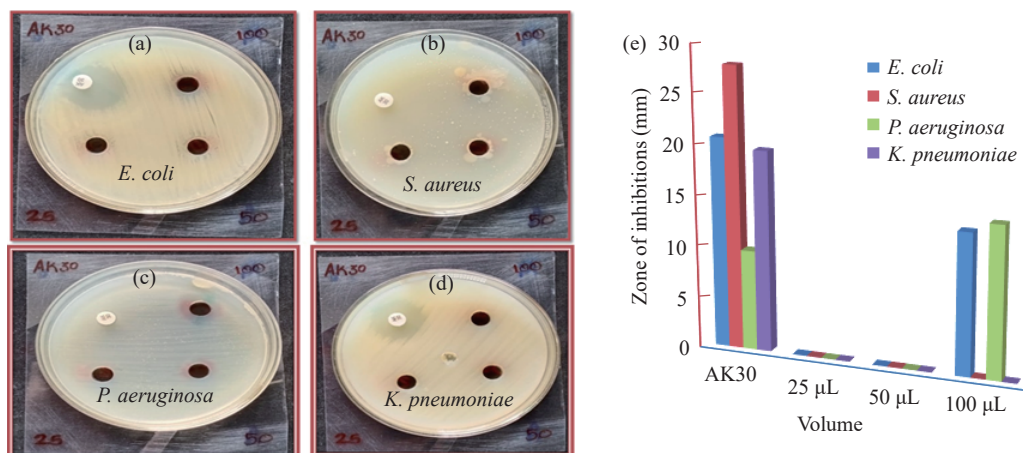 AK30
(a)
100
E. coli
25
50
AK30
(b)
100
S. aureus
25
50
AK30
(c)
100
P. aeruginosa
25
50
AK30
(d)
100
K. pneumoniae
25
50
(e)
Zone of inhibitions (mm)
30
25
20
15
10
5
0
E. coli
S. aureus
P. aeruginosa
K. pneumoniae
AK30
25 μL
50 μL
100 μL
Volume